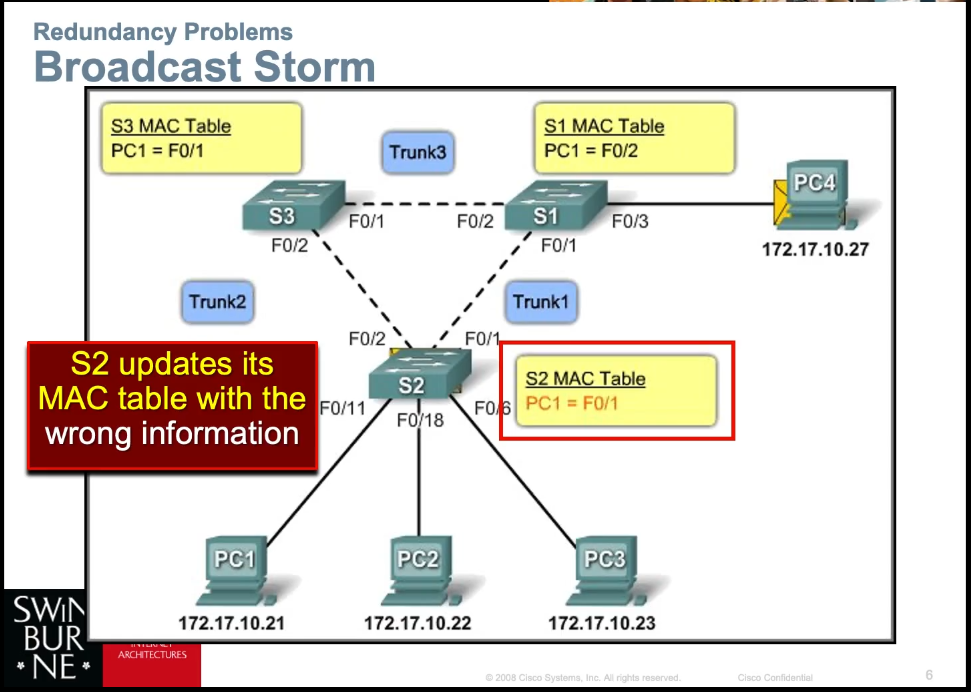 Redundancy Problems
Broadcast Storm
S3 MAC Table
PC1 = F0/1
Trunk3
S1 MAC Table
PC1 = F0/2
PC4
S3
F0/1
F0/2
S1
F0/3
F0/2
F0/1
172.17.10.27
Trunk2
Trunk1
F0/2
F0/1
S2 updates its
MAC table with the
wrong information
S2
S2 MAC Table
PC1 = F0/1
F0/11
F0/18
F0/6
PC1
PC2
PC3
172.17.10.21
172.17.10.22
172.17.10.23
SWIN
BUR
* NE *
INTERNET
ARCHITECTURES
© 2008 Cisco Systems, Inc. All rights reserved.
Cisco Confidential
6